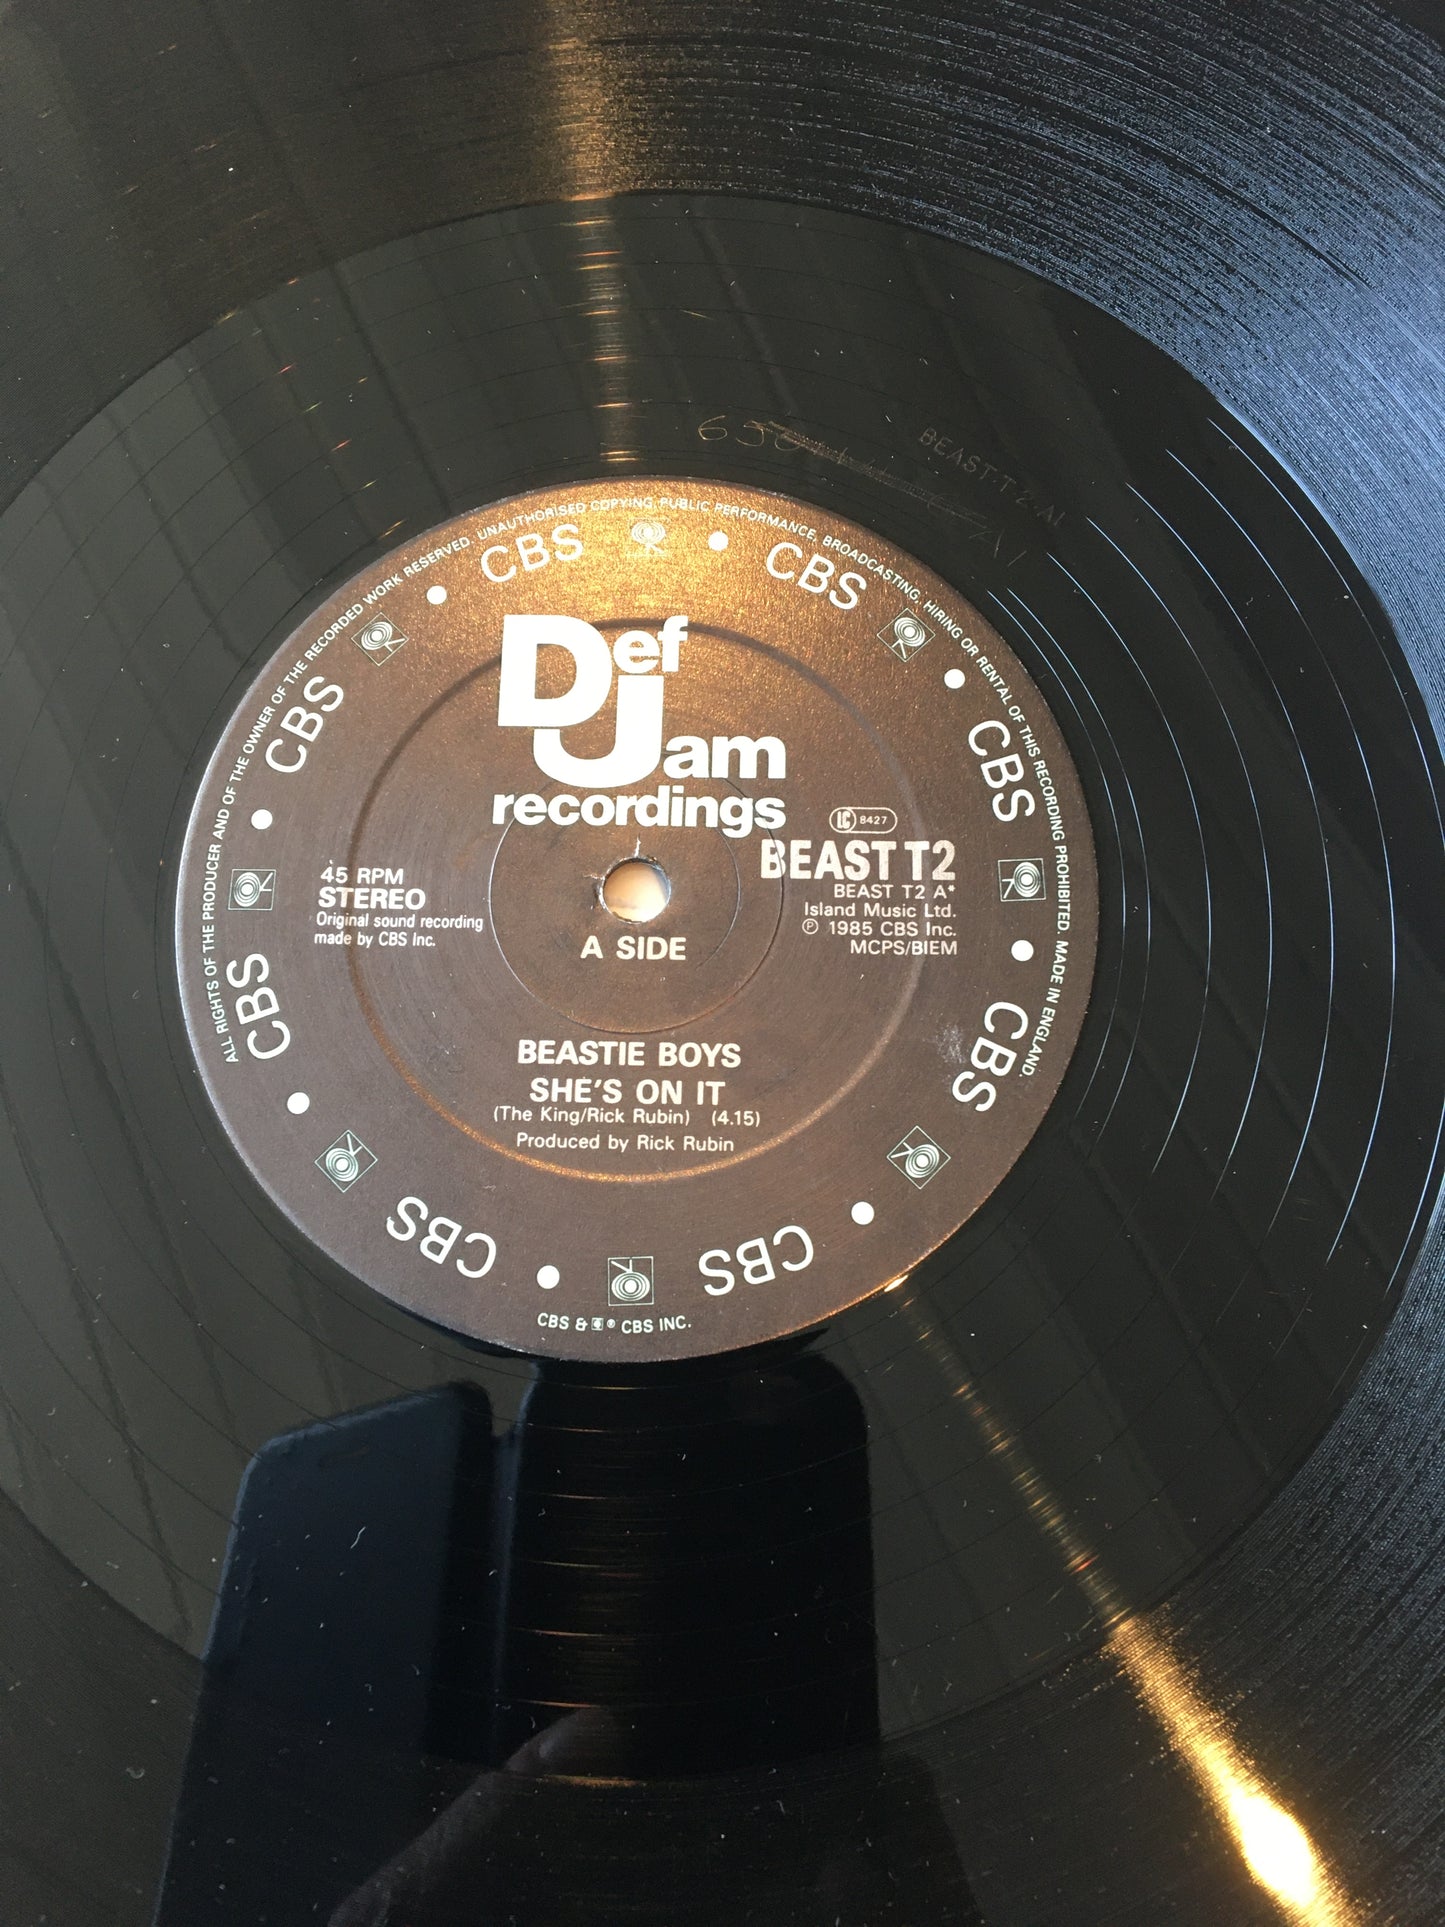 BEAST T2 A1
ALL RIGHTS OF THE PRODUCER AND OF THE OWNER OF THE RECORDED WORK RESERVED. UNAUTHORISED COPYING, PUBLIC PERFORMANCE, BROADCASTING, HIRING OR RENTAL OF THIS RECORDING PROHIBITED. MADE IN ENGLAND.
CBS CBS CBS CBS CBS CBS CBS CBS CBS
Def
Jam
recordings
LC 8427
BEAST T2
BEAST T2 A*
Island Music Ltd.
℗ 1985 CBS Inc.
MCPS/BIEM
45 RPM
STEREO
Original sound recording
made by CBS Inc.
A SIDE
BEASTIE BOYS
SHE'S ON IT
(The King/Rick Rubin) (4.15)
Produced by Rick Rubin
CBS & ® CBS INC.